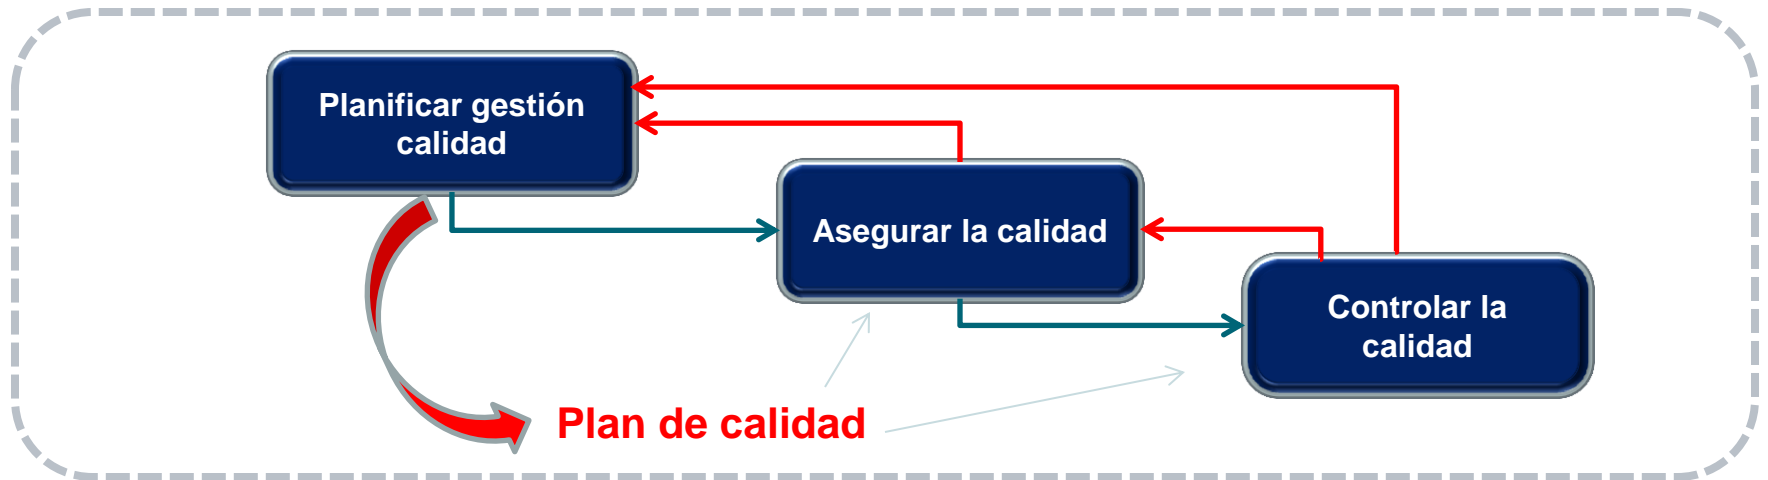 Planificar gestión
calidad
Asegurar la calidad
Controlar la
calidad
Plan de calidad